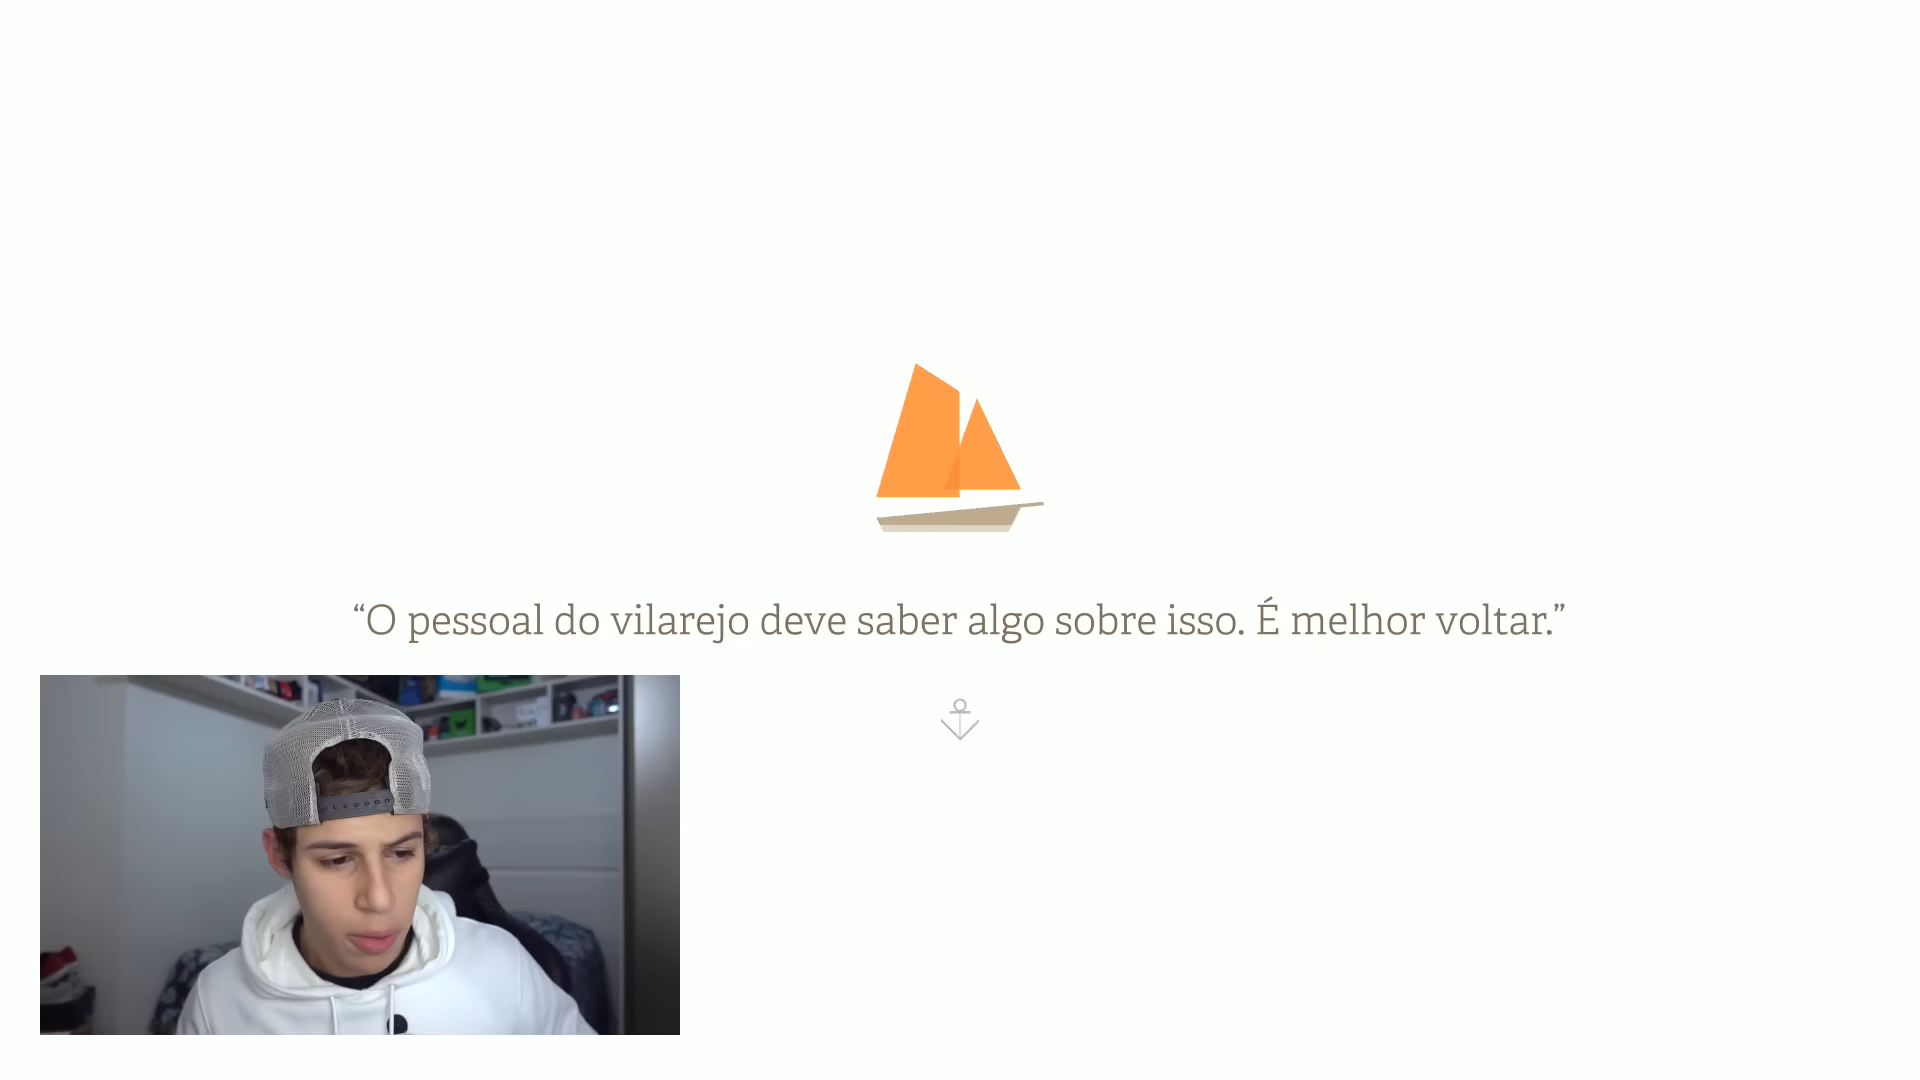 “O pessoal do vilarejo deve saber algo sobre isso. É melhor voltar.”